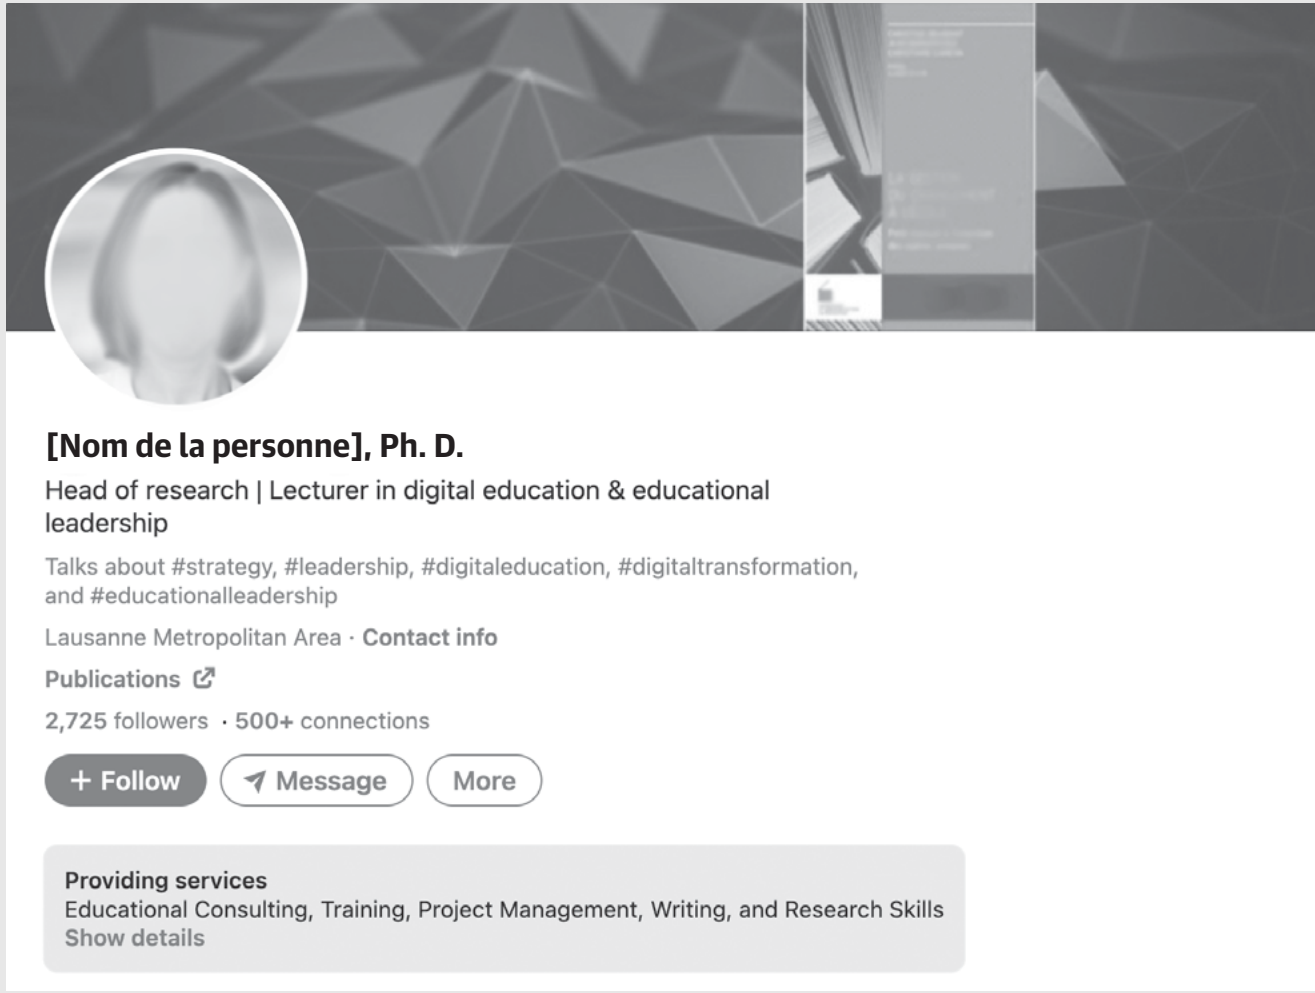 [Nom de la personne], Ph. D.
Head of research | Lecturer in digital education & educational
leadership
Talks about #strategy, #leadership, #digitaleducation, #digitaltransformation,
and #educationalleadership
Lausanne Metropolitan Area · Contact info
Publications
2,725 followers · 500+ connections
+ Follow
Message
More
Providing services
Educational Consulting, Training, Project Management, Writing, and Research Skills
Show details